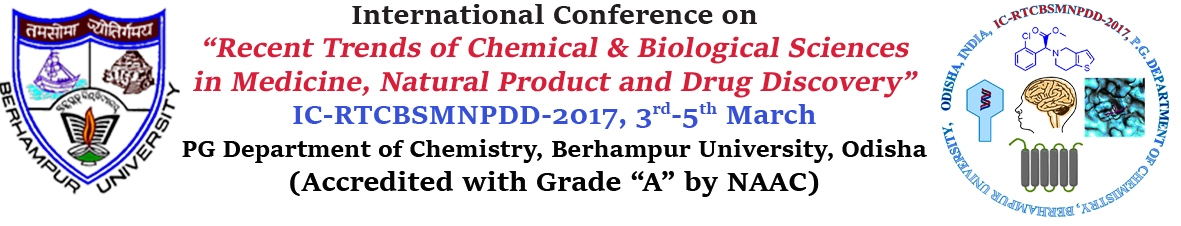 तमसोमा ज्योतिर्गमय
BERHAMPUR UNIVERSITY
International Conference on
“Recent Trends of Chemical & Biological Sciences
in Medicine, Natural Product and Drug Discovery”
IC-RTCBSMNPDD-2017, 3rd-5th March
PG Department of Chemistry, Berhampur University, Odisha
(Accredited with Grade “A” by NAAC)
IC-RTCBSMNPDD-2017, P.G. DEPARTMENT OF CHEMISTRY, BERHAMPUR UNIVERSITY, ODISHA, INDIA,
Cl
O
O
N
S